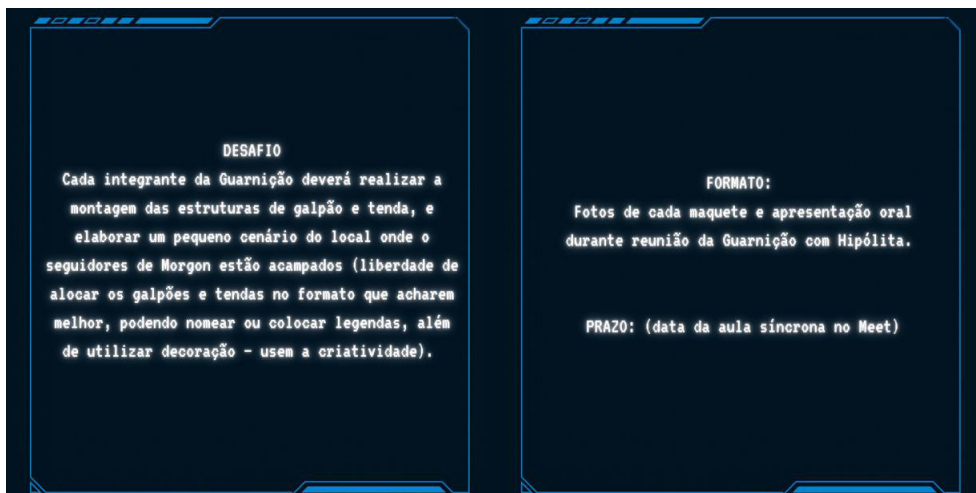 DESAFIO
Cada integrante da Guarnição deverá realizar a
montagem das estruturas de galpão e tenda, e
elaborar um pequeno cenário do local onde o
seguidores de Morgon estão acampados (liberdade de
alocar os galpões e tendas no formato que acharem
melhor, podendo nomear ou colocar legendas, além
de utilizar decoração – usem a criatividade).
FORMATO:
Fotos de cada maquete e apresentação oral
durante reunião da Guarnição com Hipólita.
PRAZO: (data da aula síncrona no Meet)